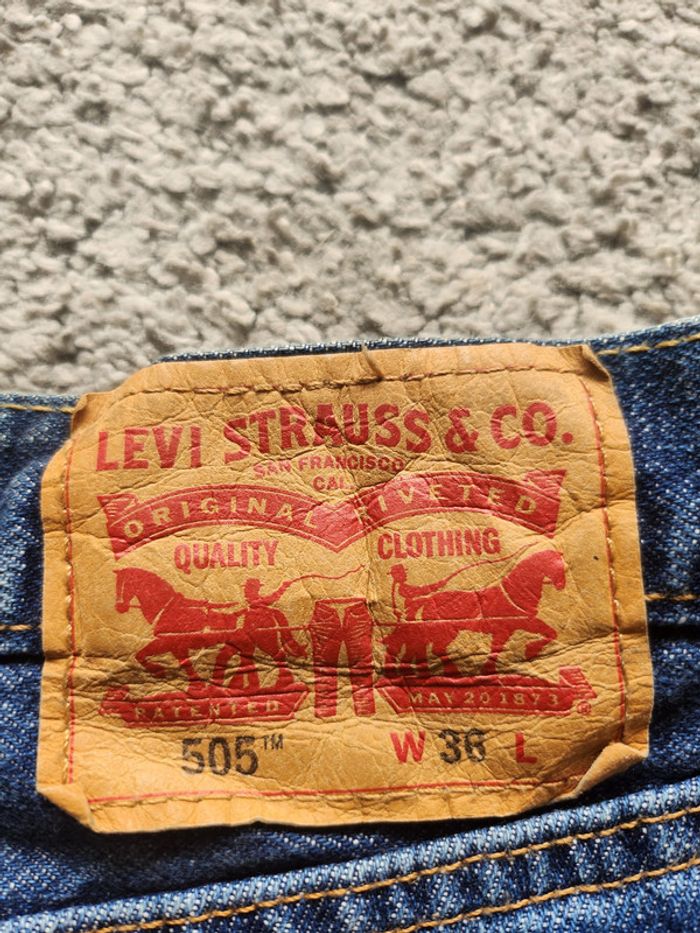 LEVI STRAUSS & CO.
SAN FRANCISCO
CAL
ORIGINAL RIVETED
QUALITY CLOTHING
PATENTED MAY 20 1873 ®
505™ W 36 L